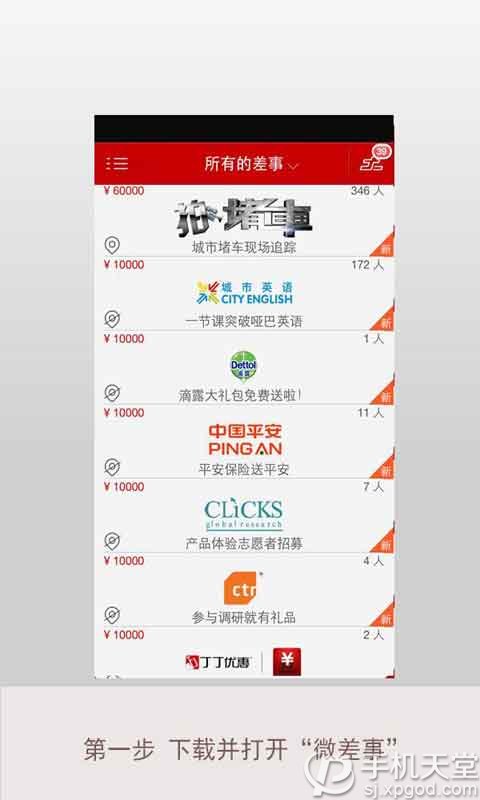 所有的差事
39
¥ 60000
346 人
拍堵车
城市堵车现场追踪
新
¥ 10000
172 人
城市英语
CITY ENGLISH
一节课突破哑巴英语
新
¥ 10000
1 人
Dettol
滴露
滴露大礼包免费送啦!
新
¥ 10000
11 人
中国平安
PINGAN
平安保险送平安
新
¥ 10000
7 人
CLiCKS
global research
产品体验志愿者招募
新
¥ 10000
4 人
ctr
参与调研就有礼品
新
¥ 10000
2 人
丁丁优惠
¥
第一步 下载并打开“微差事”
手机天堂
sj.xpgod.com